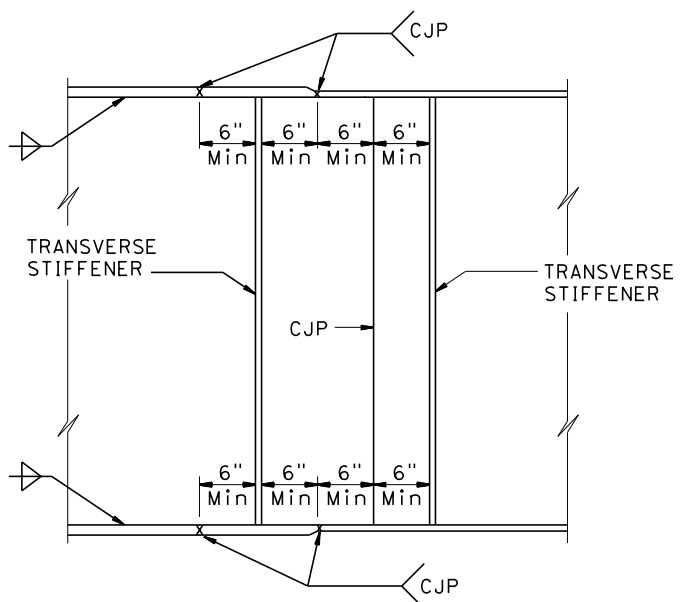 CJP
6" 6" 6" 6"
Min Min Min Min
TRANSVERSE
STIFFENER
TRANSVERSE
STIFFENER
CJP
6" 6" 6" 6"
Min Min Min Min
CJP